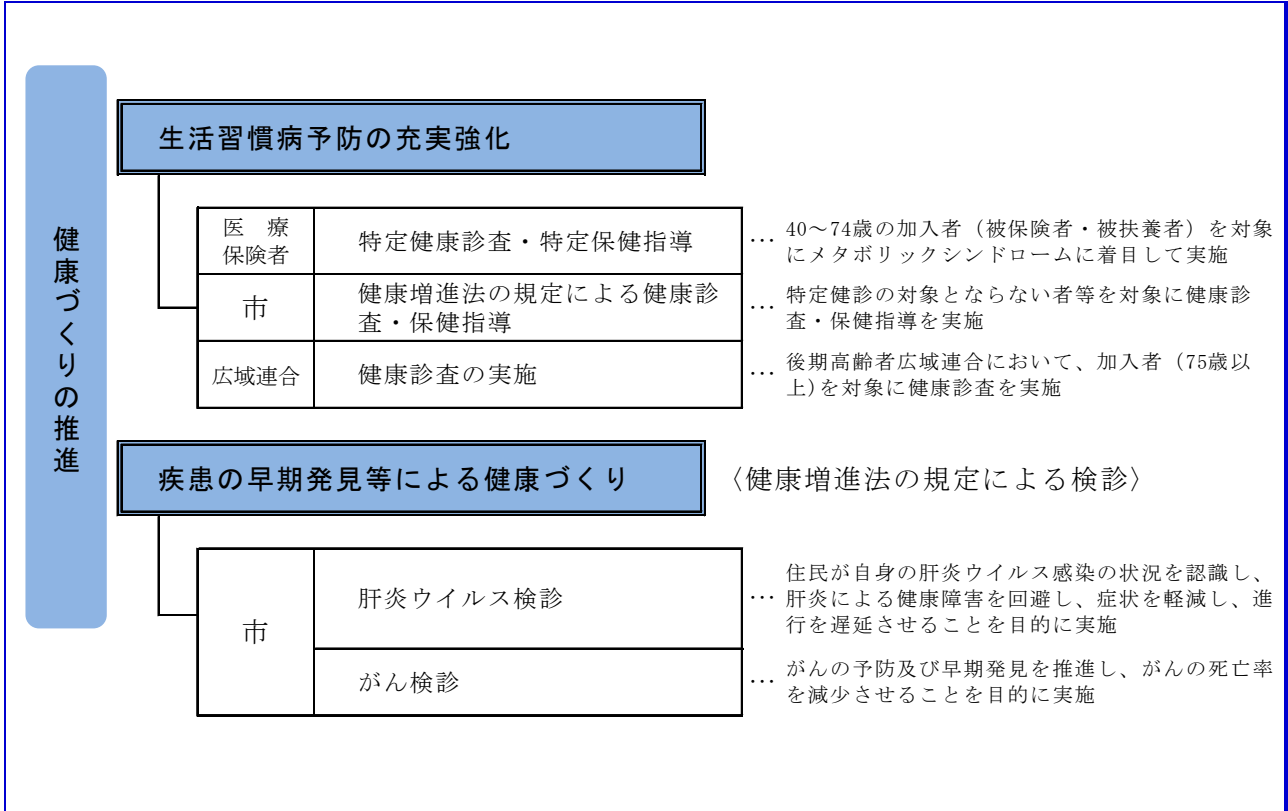 健康づくりの推進
生活習慣病予防の充実強化
医　療
保険者
特定健康診査・特定保健指導
… 40～74歳の加入者（被保険者・被扶養者）を対象
にメタボリックシンドロームに着目して実施
市
健康増進法の規定による健康診
査・保健指導
… 特定健診の対象とならない者等を対象に健康診
査・保健指導を実施
広域連合
健康診査の実施
… 後期高齢者広域連合において、加入者（75歳以
上)を対象に健康診査を実施
疾患の早期発見等による健康づくり
〈健康増進法の規定による検診〉
市
肝炎ウイルス検診
… 住民が自身の肝炎ウイルス感染の状況を認識し、
肝炎による健康障害を回避し、症状を軽減し、進
行を遅延させることを目的に実施
がん検診
… がんの予防及び早期発見を推進し、がんの死亡率
を減少させることを目的に実施